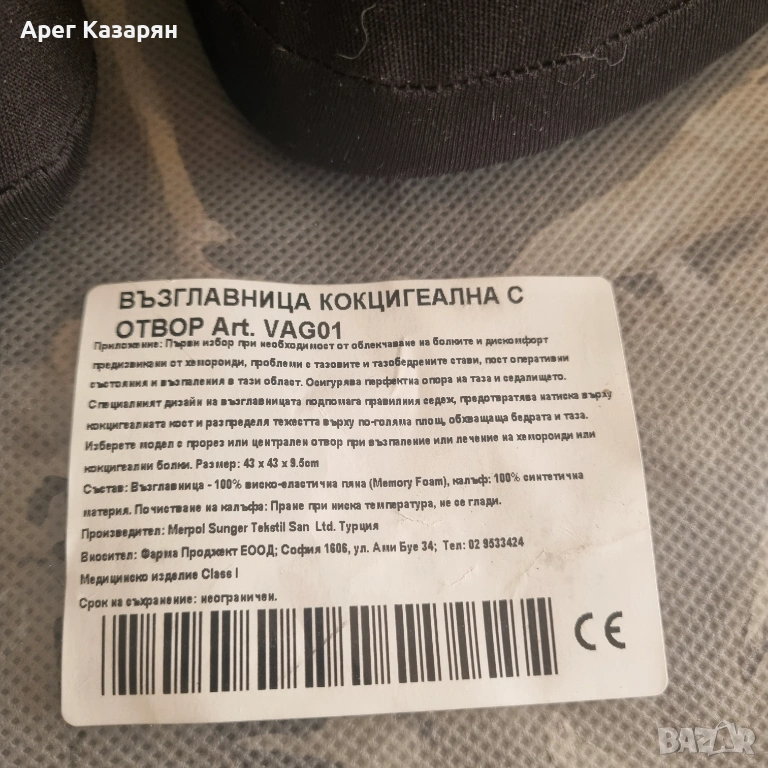 Арег Казарян
ВЪЗГЛАВНИЦА КОКЦИГЕАЛНА С
ОТВОР Art. VAG01
Приложение: Първи избор при необходимост от облекчаване на болките и дискомфорт
предизвикани от хемороиди, проблеми с тазовите и тазобедрените стави, пост оперативни
състояния и възпаления в тази област. Осигурява перфектна опора на таза и седалището.
Специалният дизайн на възглавницата подпомага правилния седеж, предотвратява натиска върху
кокцигеалната кост и разпределя тежестта върху по-голяма площ, обхващаща бедрата и таза.
Изберете модел с прорез или централен отвор при възпаление или лечение на хемороиди или
кокцигеални болки. Размер: 43 x 43 x 9.5cm
Състав: Възглавница - 100% виско-еластична пяна (Memory Foam), калъф: 100% синтетична
материя. Почистване на калъфа: Пране при ниска температура, не се глади.
Производител: Merpol Sunger Tekstil San Ltd. Турция
Вносител: Фарма Проджект ЕООД; София 1606, ул. Ами Буе 34; Тел: 02 9533424
Медицинско изделие Class I
Срок на съхранение: неограничен.
CE
BAZAR